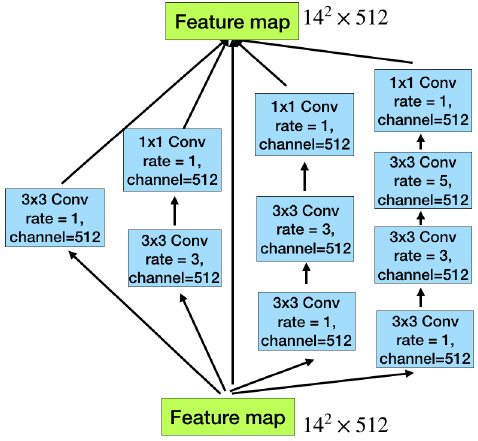 Feature map 14² × 512
1x1 Conv
rate = 1,
channel=512
1x1 Conv
rate = 1,
channel=512
1x1 Conv
rate = 1,
channel=512
3x3 Conv
rate = 5,
channel=512
3x3 Conv
rate = 1,
channel=512
3x3 Conv
rate = 3,
channel=512
3x3 Conv
rate = 3,
channel=512
3x3 Conv
rate = 3,
channel=512
3x3 Conv
rate = 1,
channel=512
3x3 Conv
rate = 1,
channel=512
Feature map 14² × 512